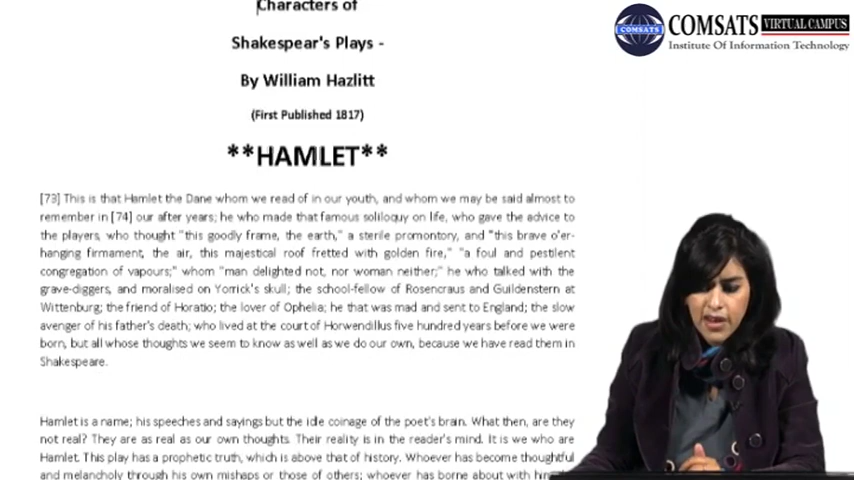 Characters of
Shakespear's Plays -
By William Hazlitt
(First Published 1817)
**HAMLET**
[73] This is that Hamlet the Dane whom we read of in our youth, and whom we may be said almost to
remember in [74] our after years; he who made that famous soliloquy on life, who gave the advice to
the players, who thought "this goodly frame, the earth," a sterile promontory, and "this brave o'er-
hanging firmament, the air, this majestical roof fretted with golden fire," "a foul and pestilent
congregation of vapours;" whom "man delighted not, nor woman neither;" he who talked with the
grave-diggers, and moralised on Yorrick's skull; the school-fellow of Rosencraus and Guildenstern at
Wittenburg; the friend of Horatio; the lover of Ophelia; he that was mad and sent to England; the slow
avenger of his father's death; who lived at the court of Horwendillus five hundred years before we were
born, but all whose thoughts we seem to know as well as we do our own, because we have read them in
Shakespeare.
Hamlet is a name; his speeches and sayings but the idle coinage of the poet's brain. What then, are they
not real? They are as real as our own thoughts. Their reality is in the reader's mind. It is we who are
Hamlet. This play has a prophetic truth, which is above that of history. Whoever has become thoughtful
and melancholy through his own mishaps or those of others; whoever has borne about with
COMSATS
COMSATS VIRTUAL CAMPUS
Institute Of Information Technology